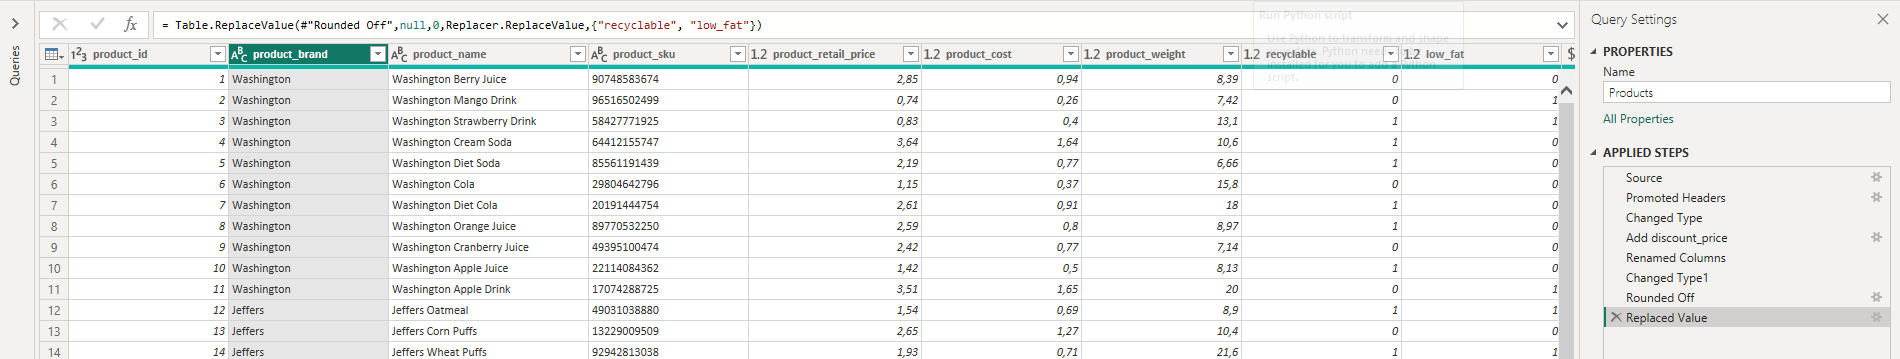 Queries
= Table.ReplaceValue(#"Rounded Off",null,0,Replacer.ReplaceValue,{"recyclable", "low_fat"})
Run Python script
Use Python to transform and shape
script.
1²3 product_id ABC product_brand ABC product_name ABC product_sku 1.2 product_retail_price 1.2 product_cost 1.2 product_weight 1.2 recyclable 1.2 low_fat $
1 1 Washington Washington Berry Juice 90748583674 2,85 0,94 8,39 0 0
2 2 Washington Washington Mango Drink 96516502499 0,74 0,26 7,42 0 1
3 3 Washington Washington Strawberry Drink 58427771925 0,83 0,4 13,1 1 1
4 4 Washington Washington Cream Soda 64412155747 3,64 1,64 10,6 1 0
5 5 Washington Washington Diet Soda 85561191439 2,19 0,77 6,66 1 0
6 6 Washington Washington Cola 29804642796 1,15 0,37 15,8 0 0
7 7 Washington Washington Diet Cola 20191444754 2,61 0,91 18 1 0
8 8 Washington Washington Orange Juice 89770532250 2,59 0,8 8,97 1 0
9 9 Washington Washington Cranberry Juice 49395100474 2,42 0,77 7,14 0 0
10 10 Washington Washington Apple Juice 22114084362 1,42 0,5 8,13 1 0
11 11 Washington Washington Apple Drink 17074288725 3,51 1,65 20 0 1
12 12 Jeffers Jeffers Oatmeal 49031038880 1,54 0,69 8,9 1 1
13 13 Jeffers Jeffers Corn Puffs 13229009509 2,65 1,27 10,4 0 0
14 14 Jeffers Jeffers Wheat Puffs 92942813038 1,93 0,71 21,6 1 1
Query Settings
PROPERTIES
Name
Products
All Properties
APPLIED STEPS
Source
Promoted Headers
Changed Type
Add discount_price
Renamed Columns
Changed Type1
Rounded Off
Replaced Value